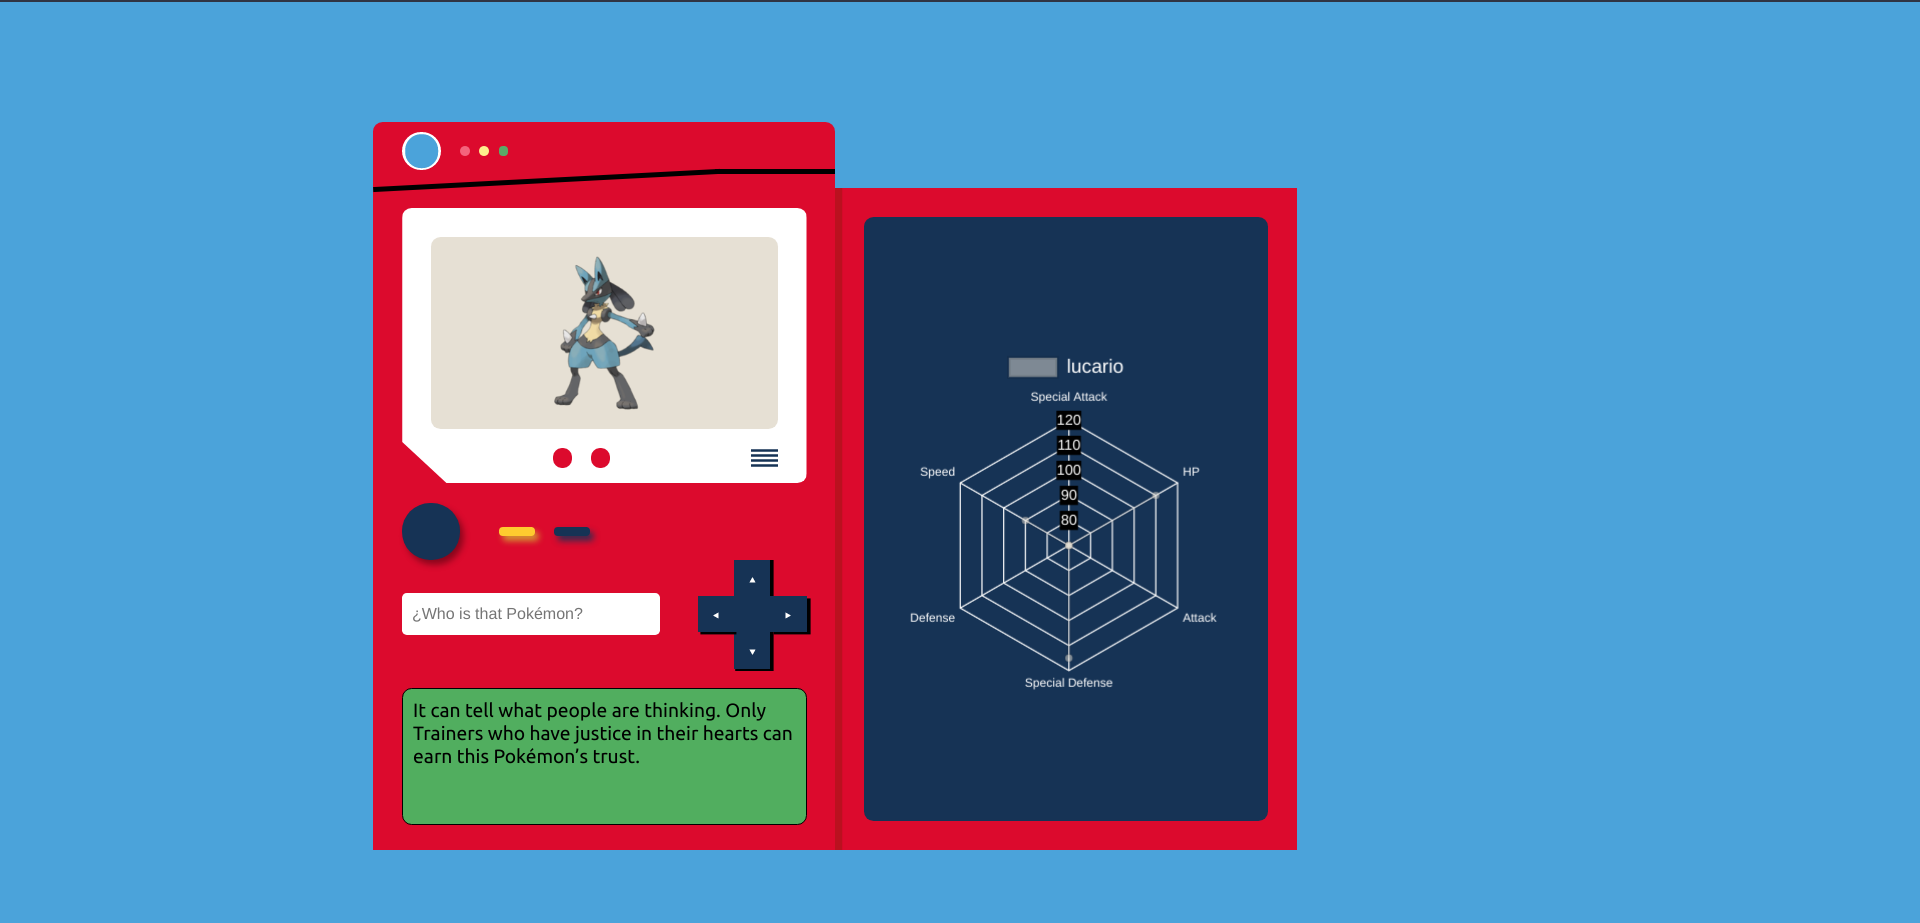 ¿Who is that Pokémon?
It can tell what people are thinking. Only
Trainers who have justice in their hearts can
earn this Pokémon’s trust.
lucario
Special Attack
120
110
100
90
80
Speed
HP
Defense
Attack
Special Defense